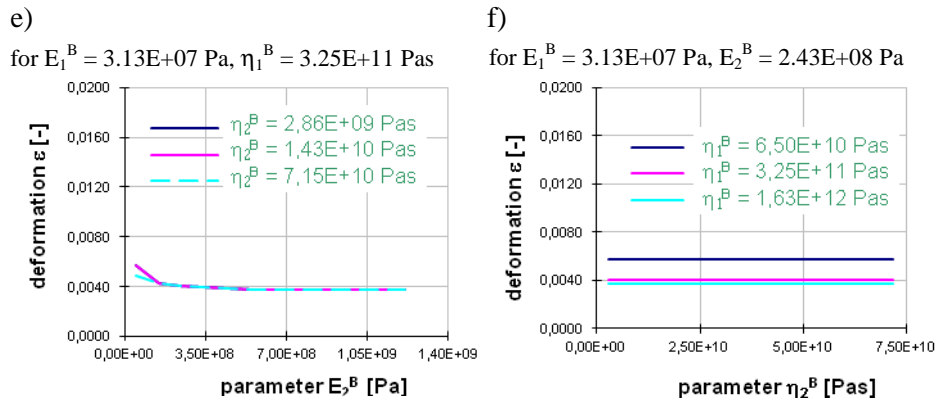 e)
for E₁ᴮ = 3.13E+07 Pa, η₁ᴮ = 3.25E+11 Pas
0,0200
0,0160
0,0120
0,0080
0,0040
0,0000
deformation ε [-]
η₂ᴮ = 2,86E+09 Pas
η₂ᴮ = 1,43E+10 Pas
η₂ᴮ = 7,15E+10 Pas
0,00E+00 3,50E+08 7,00E+08 1,05E+09 1,40E+09
parameter E₂ᴮ [Pa]
f)
for E₁ᴮ = 3.13E+07 Pa, E₂ᴮ = 2.43E+08 Pa
0,0200
0,0160
0,0120
0,0080
0,0040
0,0000
deformation ε [-]
η₁ᴮ = 6,50E+10 Pas
η₁ᴮ = 3,25E+11 Pas
η₁ᴮ = 1,63E+12 Pas
0,00E+00 2,50E+10 5,00E+10 7,50E+10
parameter η₂ᴮ [Pas]